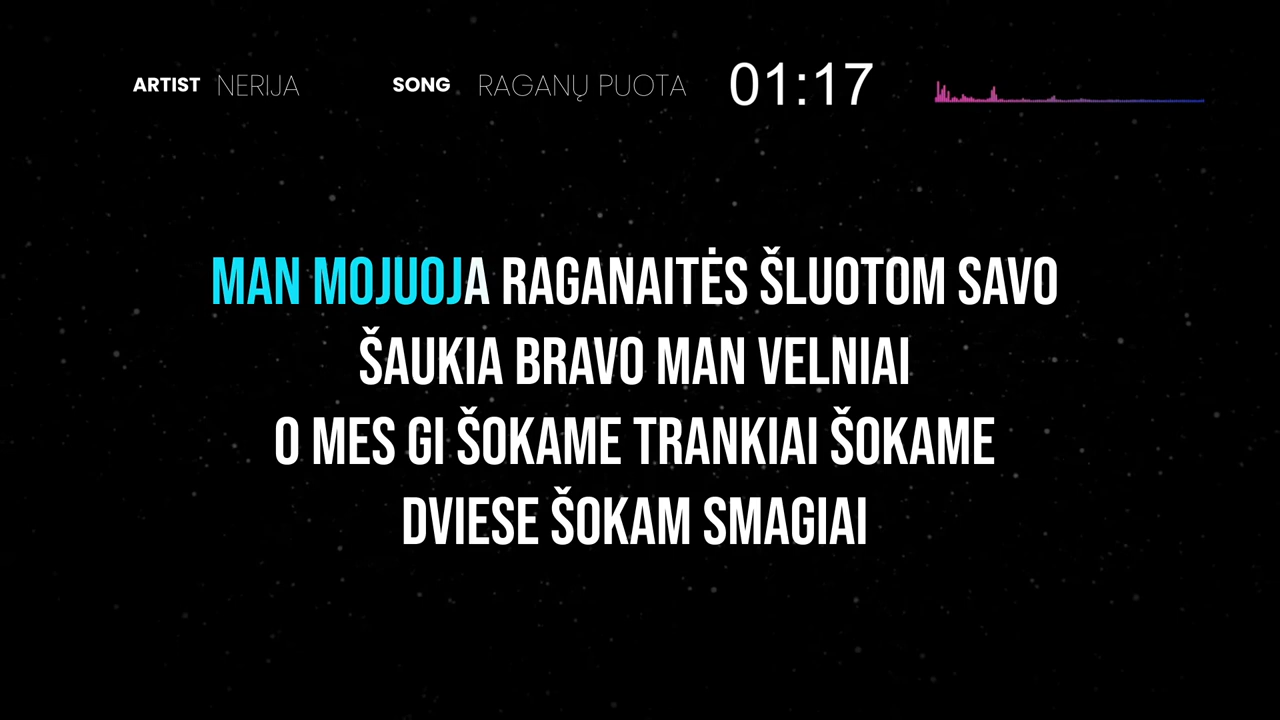 ARTIST NERIJA SONG RAGANŲ PUOTA 01:17
MAN MOJUOJA RAGANAITĖS ŠLUOTOM SAVO
ŠAUKIA BRAVO MAN VELNIAI
O MES GI ŠOKAME TRANKIAI ŠOKAME
DVIESE ŠOKAM SMAGIAI